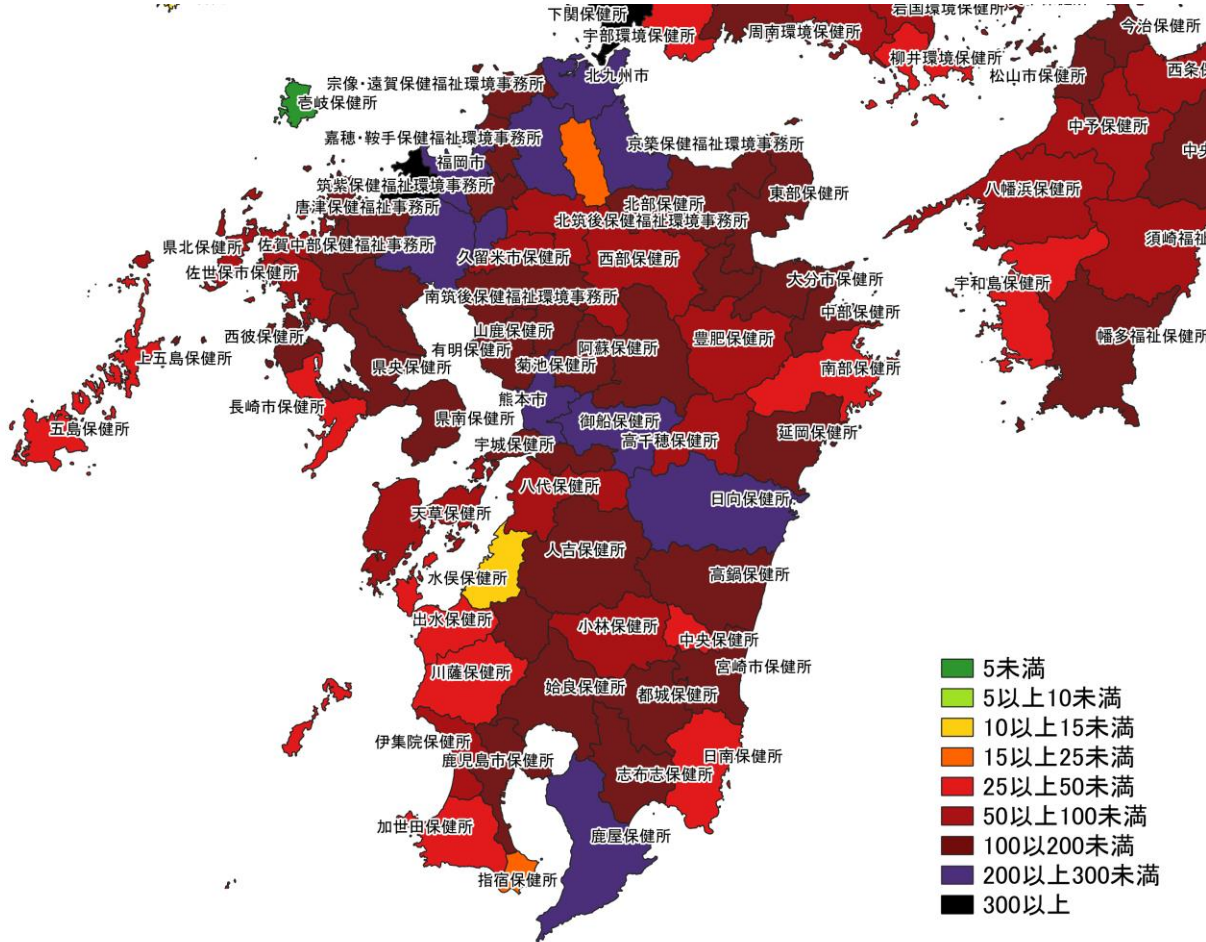 下関保健所
宇部環境保健所
周南環境保健所
岩国環境保健所
今治保健所
柳井環境保健所
松山市保健所
西条保
宗像・遠賀保健福祉環境事務所
北九州市
壱岐保健所
中予保健所
嘉穂・鞍手保健福祉環境事務所
京築保健福祉環境事務所
中央
福岡市
筑紫保健福祉環境事務所
東部保健所
八幡浜保健所
唐津保健福祉事務所
北部保健所
北筑後保健福祉環境事務所
県北保健所
佐賀中部保健福祉事務所
須崎福祉
久留米市保健所
西部保健所
佐世保市保健所
大分市保健所
宇和島保健所
南筑後保健福祉環境事務所
中部保健所
西彼保健所
山鹿保健所
豊肥保健所
幡多福祉保健所
有明保健所
阿蘇保健所
上五島保健所
県央保健所
菊池保健所
南部保健所
長崎市保健所
熊本市
五島保健所
県南保健所
御船保健所
延岡保健所
宇城保健所
高千穂保健所
八代保健所
日向保健所
天草保健所
人吉保健所
水俣保健所
高鍋保健所
出水保健所
小林保健所
中央保健所
宮崎市保健所
川薩保健所
姶良保健所
都城保健所
伊集院保健所
鹿児島市保健所
志布志保健所
日南保健所
加世田保健所
鹿屋保健所
指宿保健所
5未満
5以上10未満
10以上15未満
15以上25未満
25以上50未満
50以上100未満
100以200未満
200以上300未満
300以上